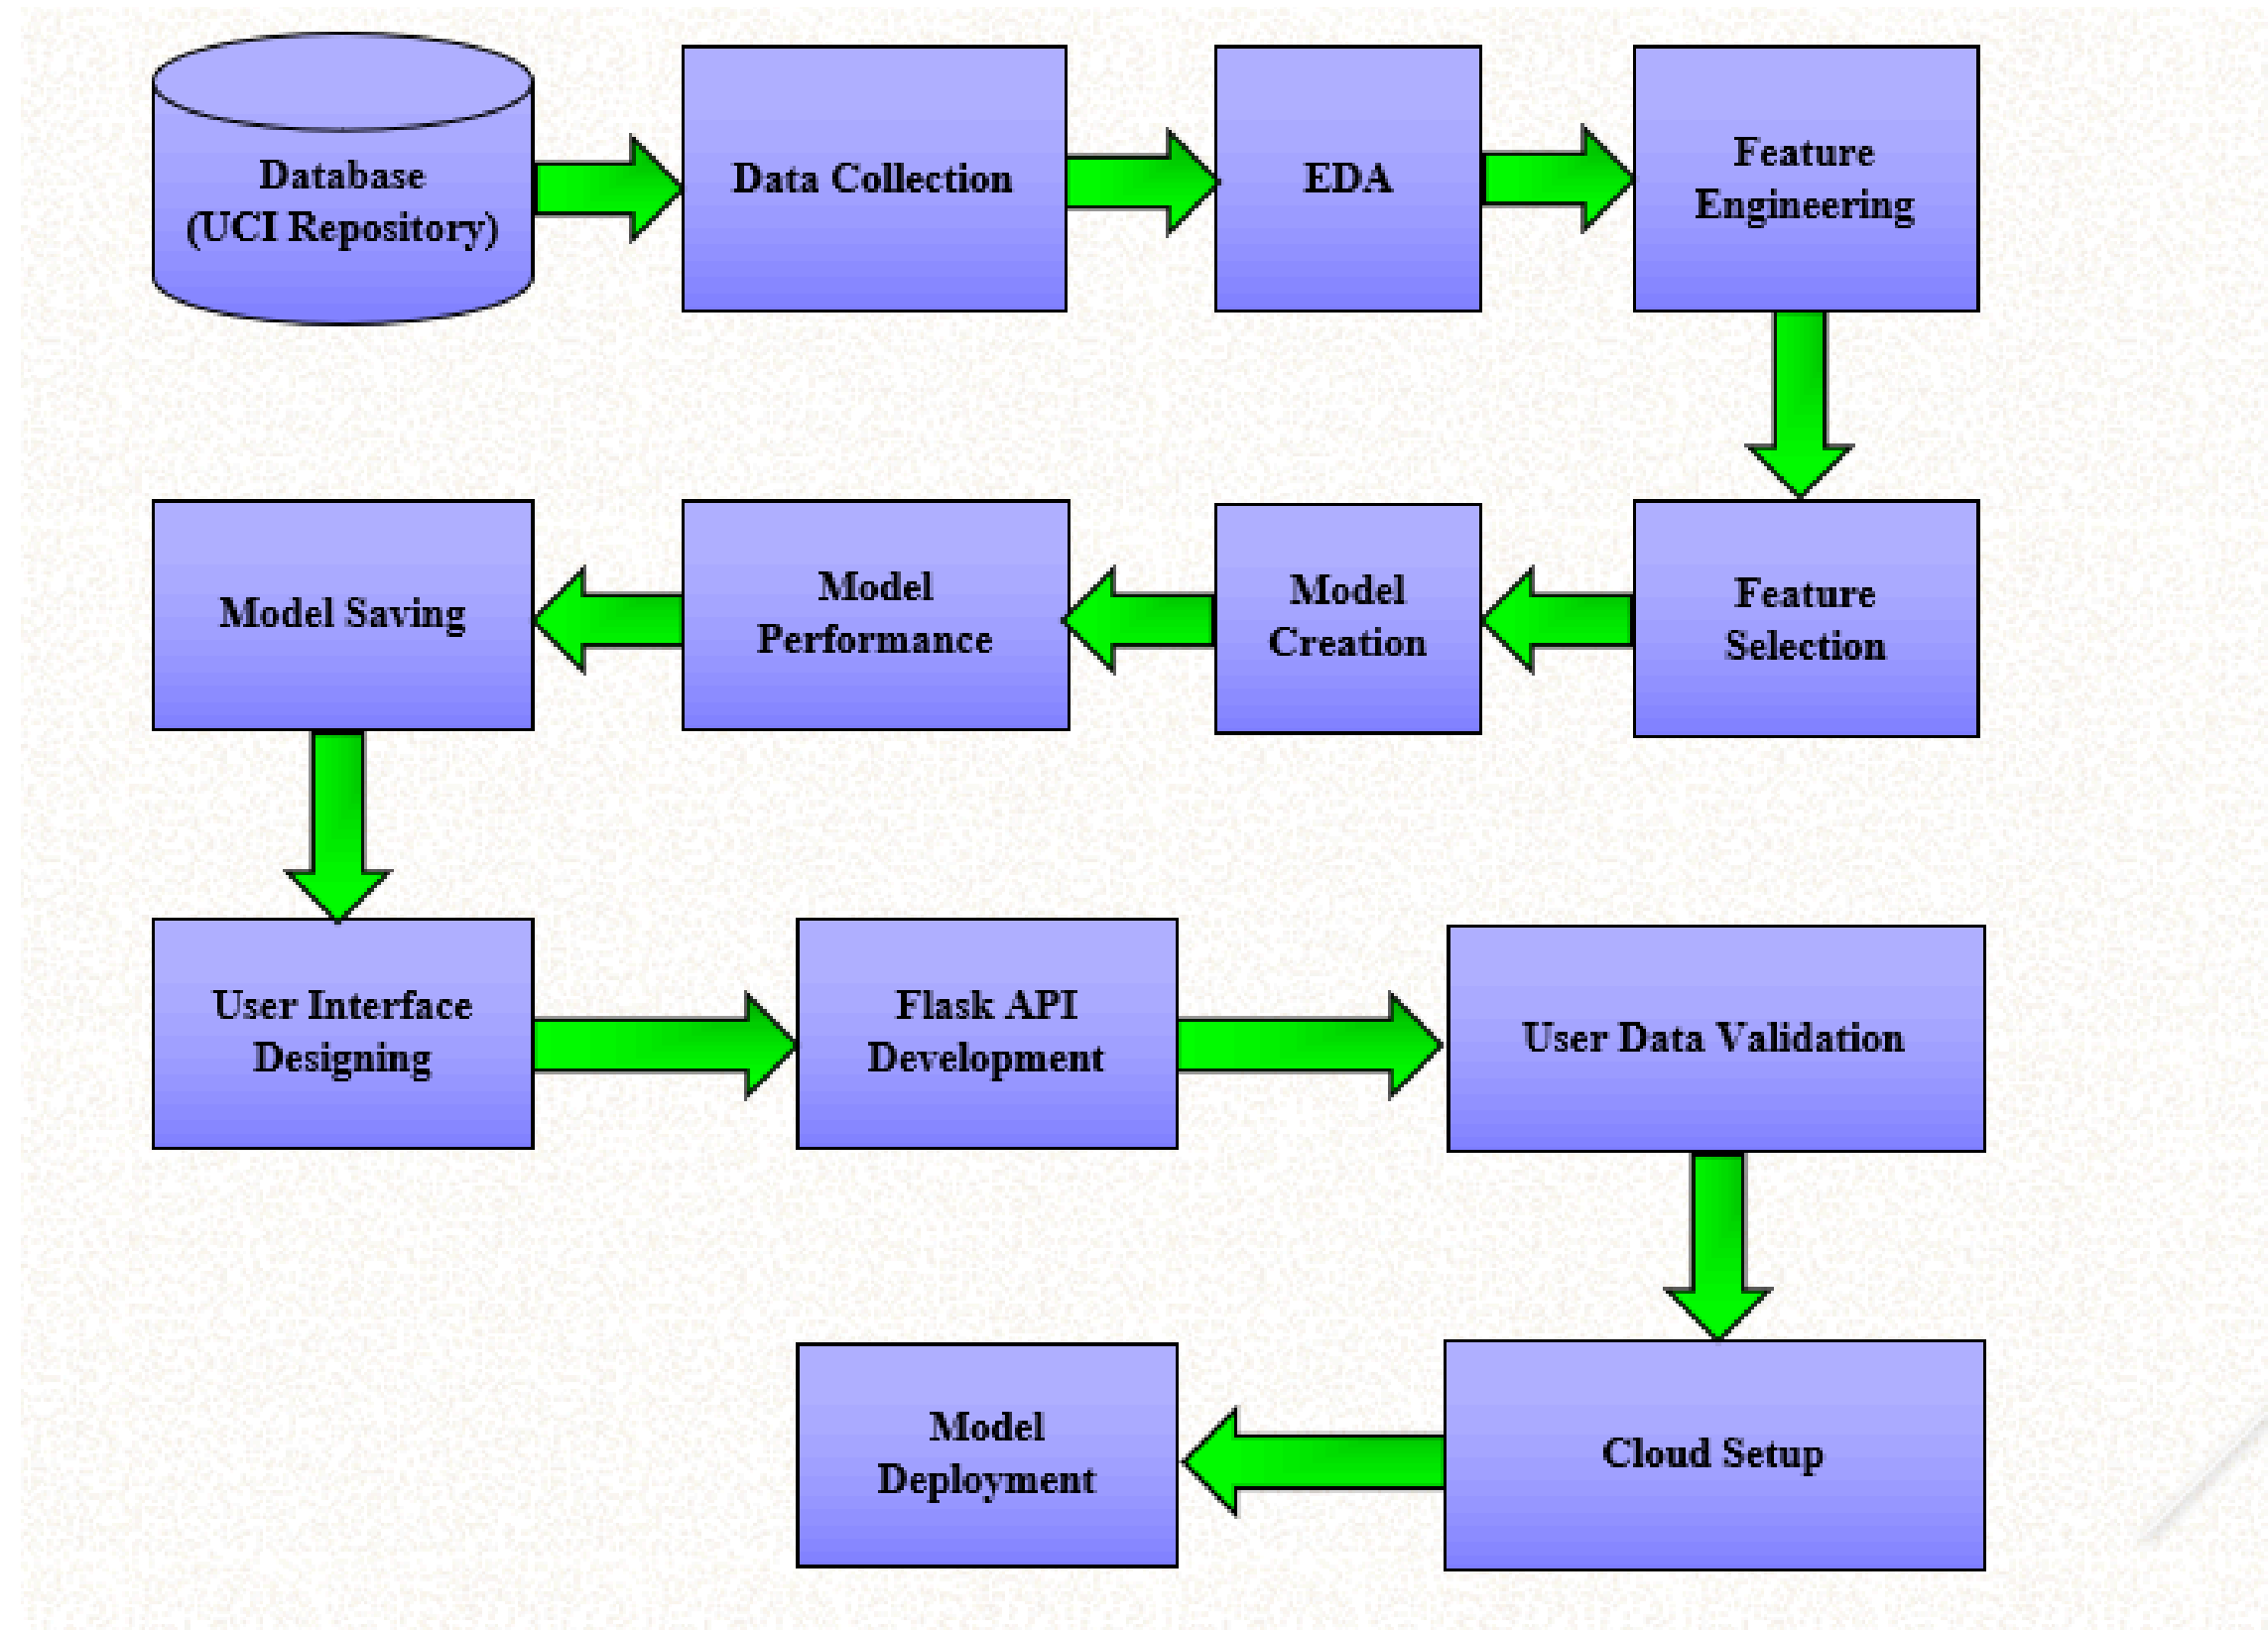 Database
(UCI Repository)
Data Collection
EDA
Feature
Engineering
Model Saving
Model
Performance
Model
Creation
Feature
Selection
User Interface
Designing
Flask API
Development
User Data Validation
Model
Deployment
Cloud Setup